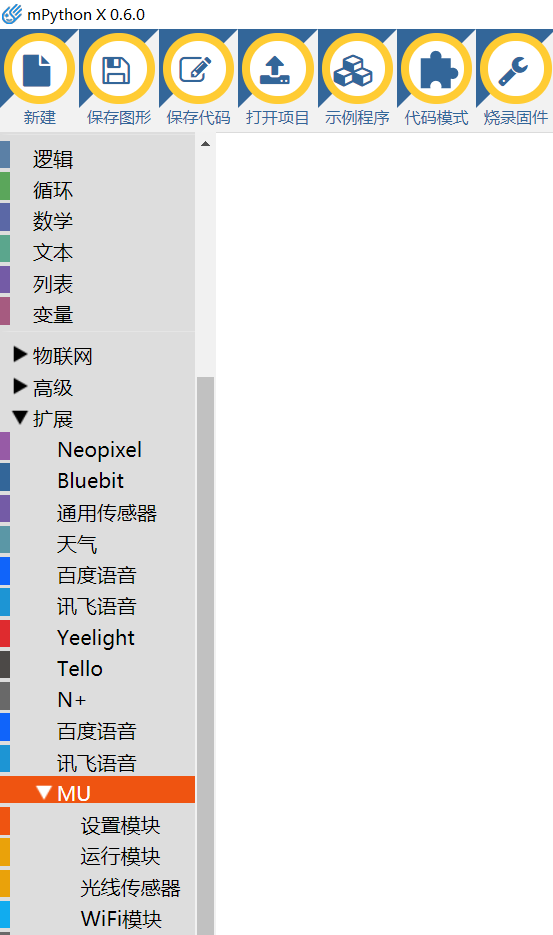 mPython X 0.6.0
新建 保存图形 保存代码 打开项目 示例程序 代码模式 烧录固件
逻辑
循环
数学
文本
列表
变量
物联网
高级
扩展
Neopixel
Bluebit
通用传感器
天气
百度语音
讯飞语音
Yeelight
Tello
N+
百度语音
讯飞语音
MU
设置模块
运行模块
光线传感器
WiFi模块